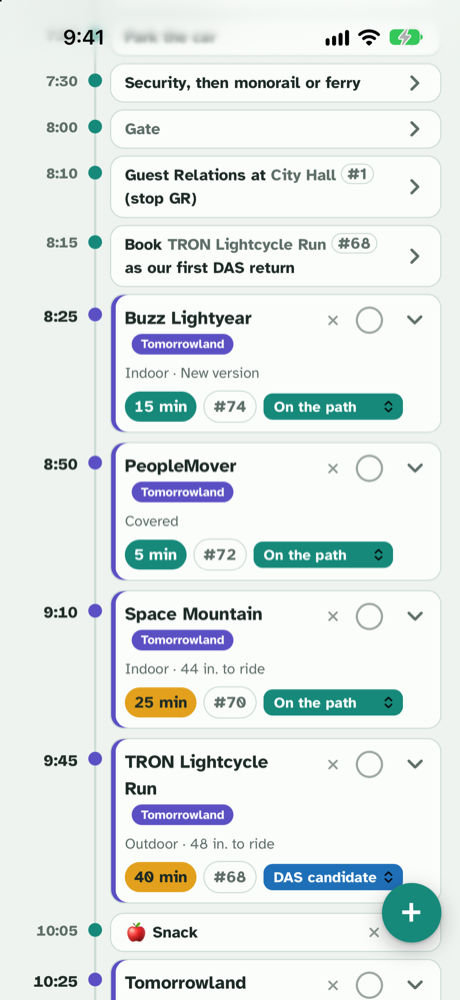 9:41
Park the car
7:30
Security, then monorail or ferry
8:00
Gate
8:10
Guest Relations at City Hall #1
(stop GR)
8:15
Book TRON Lightcycle Run #68
as our first DAS return
8:25
Buzz Lightyear
Tomorrowland
Indoor · New version
15 min #74 On the path
8:50
PeopleMover
Tomorrowland
Covered
5 min #72 On the path
9:10
Space Mountain
Tomorrowland
Indoor · 44 in. to ride
25 min #70 On the path
9:45
TRON Lightcycle
Run
Tomorrowland
Outdoor · 48 in. to ride
40 min #68 DAS candidate
10:05
Snack
10:25
Tomorrowland